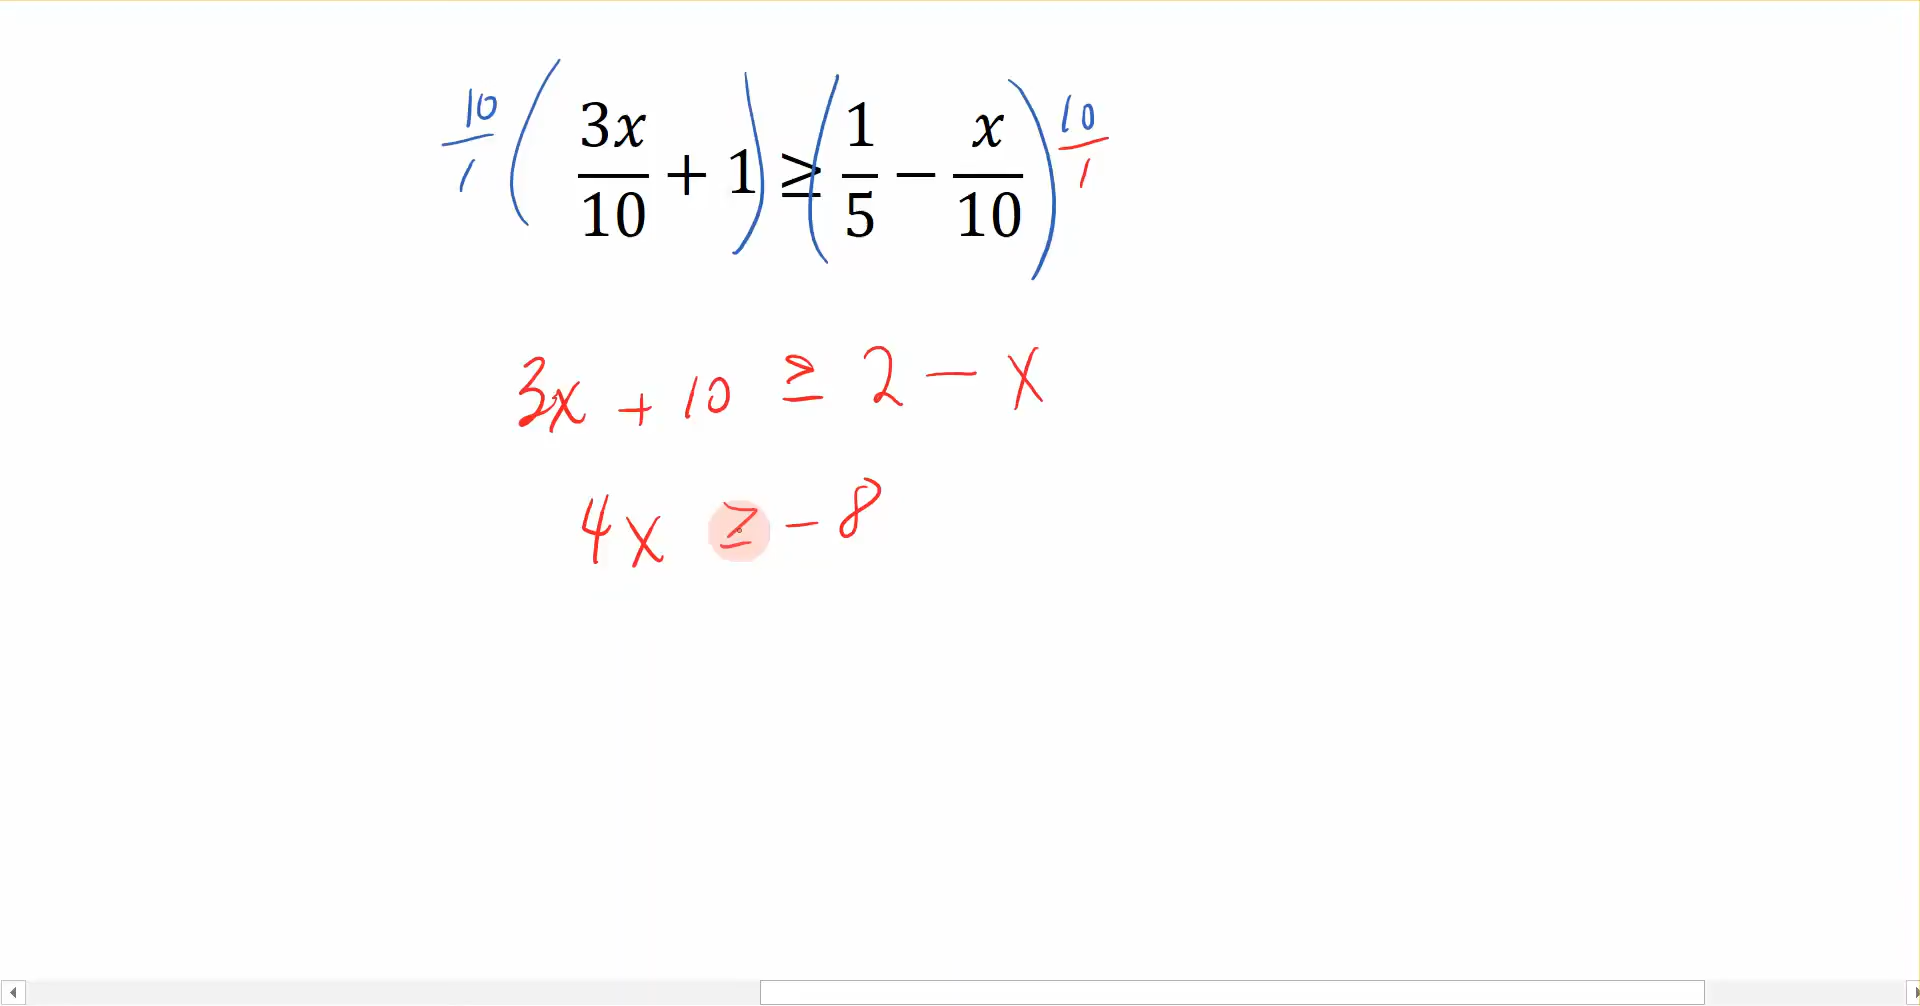 10/1 ( 3x/10 + 1 ) ≥ ( 1/5 − x/10 ) 10/1
3x + 10 ≥ 2 − x
4x ≥ −8